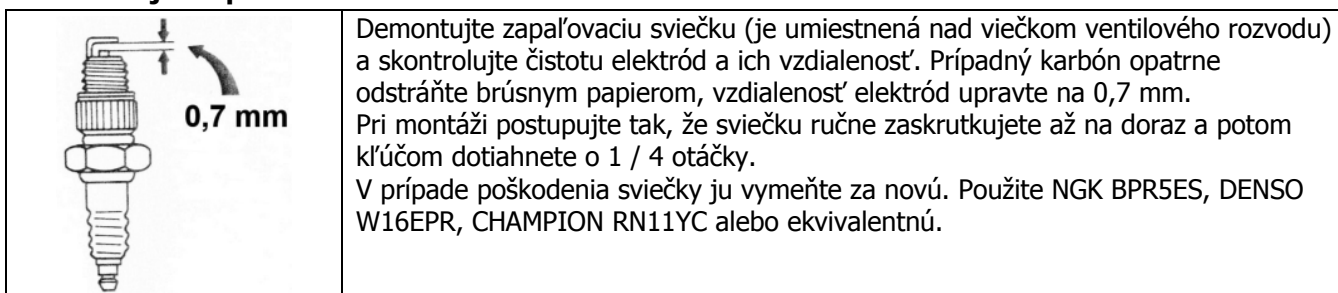 0,7 mm
Demontujte zapaľovaciu sviečku (je umiestnená nad viečkom ventilového rozvodu)
a skontrolujte čistotu elektród a ich vzdialenosť. Prípadný karbón opatrne
odstráňte brúsnym papierom, vzdialenosť elektród upravte na 0,7 mm.
Pri montáži postupujte tak, že sviečku ručne zaskrutkujete až na doraz a potom
kľúčom dotiahnete o 1 / 4 otáčky.
V prípade poškodenia sviečky ju vymeňte za novú. Použite NGK BPR5ES, DENSO
W16EPR, CHAMPION RN11YC alebo ekvivalentnú.